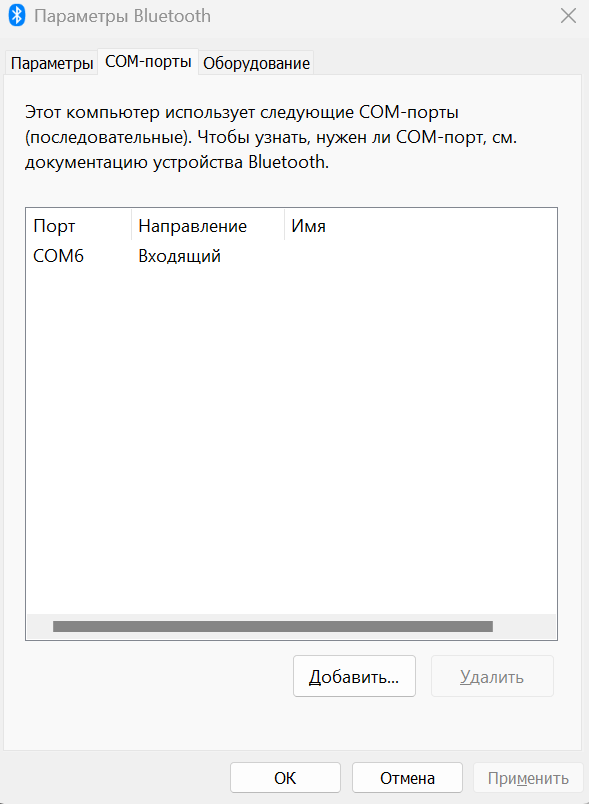 Параметры Bluetooth
Параметры COM-порты Оборудование
Этот компьютер использует следующие COM-порты
(последовательные). Чтобы узнать, нужен ли COM-порт, см.
документацию устройства Bluetooth.
Порт Направление Имя
COM6 Входящий
Добавить... Удалить
ОК Отмена Применить